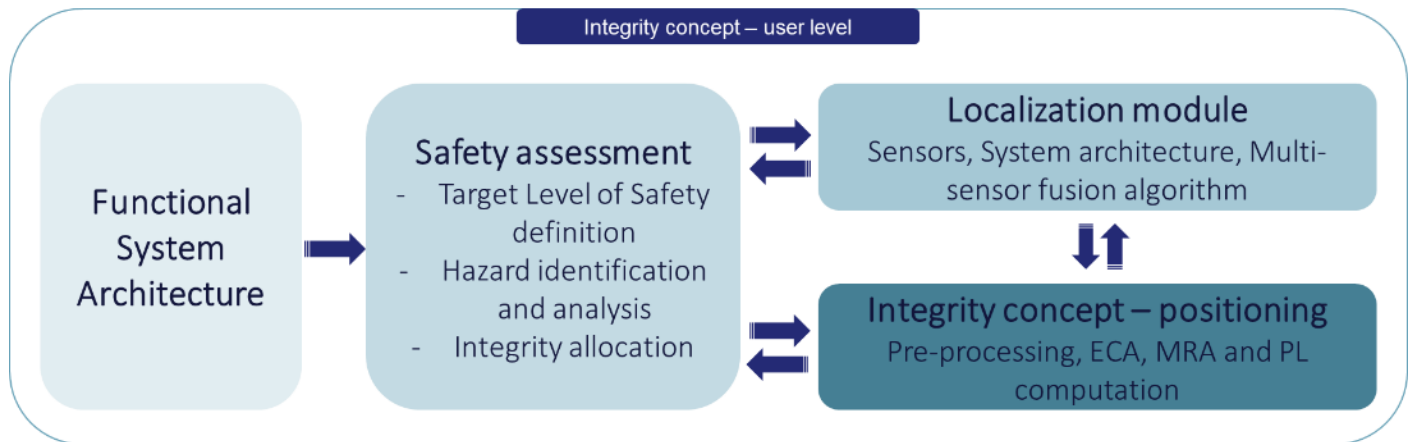 Integrity concept – user level
Functional
System
Architecture
Safety assessment
- Target Level of Safety
definition
- Hazard identification
and analysis
- Integrity allocation
Localization module
Sensors, System architecture, Multi-
sensor fusion algorithm
Integrity concept – positioning
Pre-processing, ECA, MRA and PL
computation